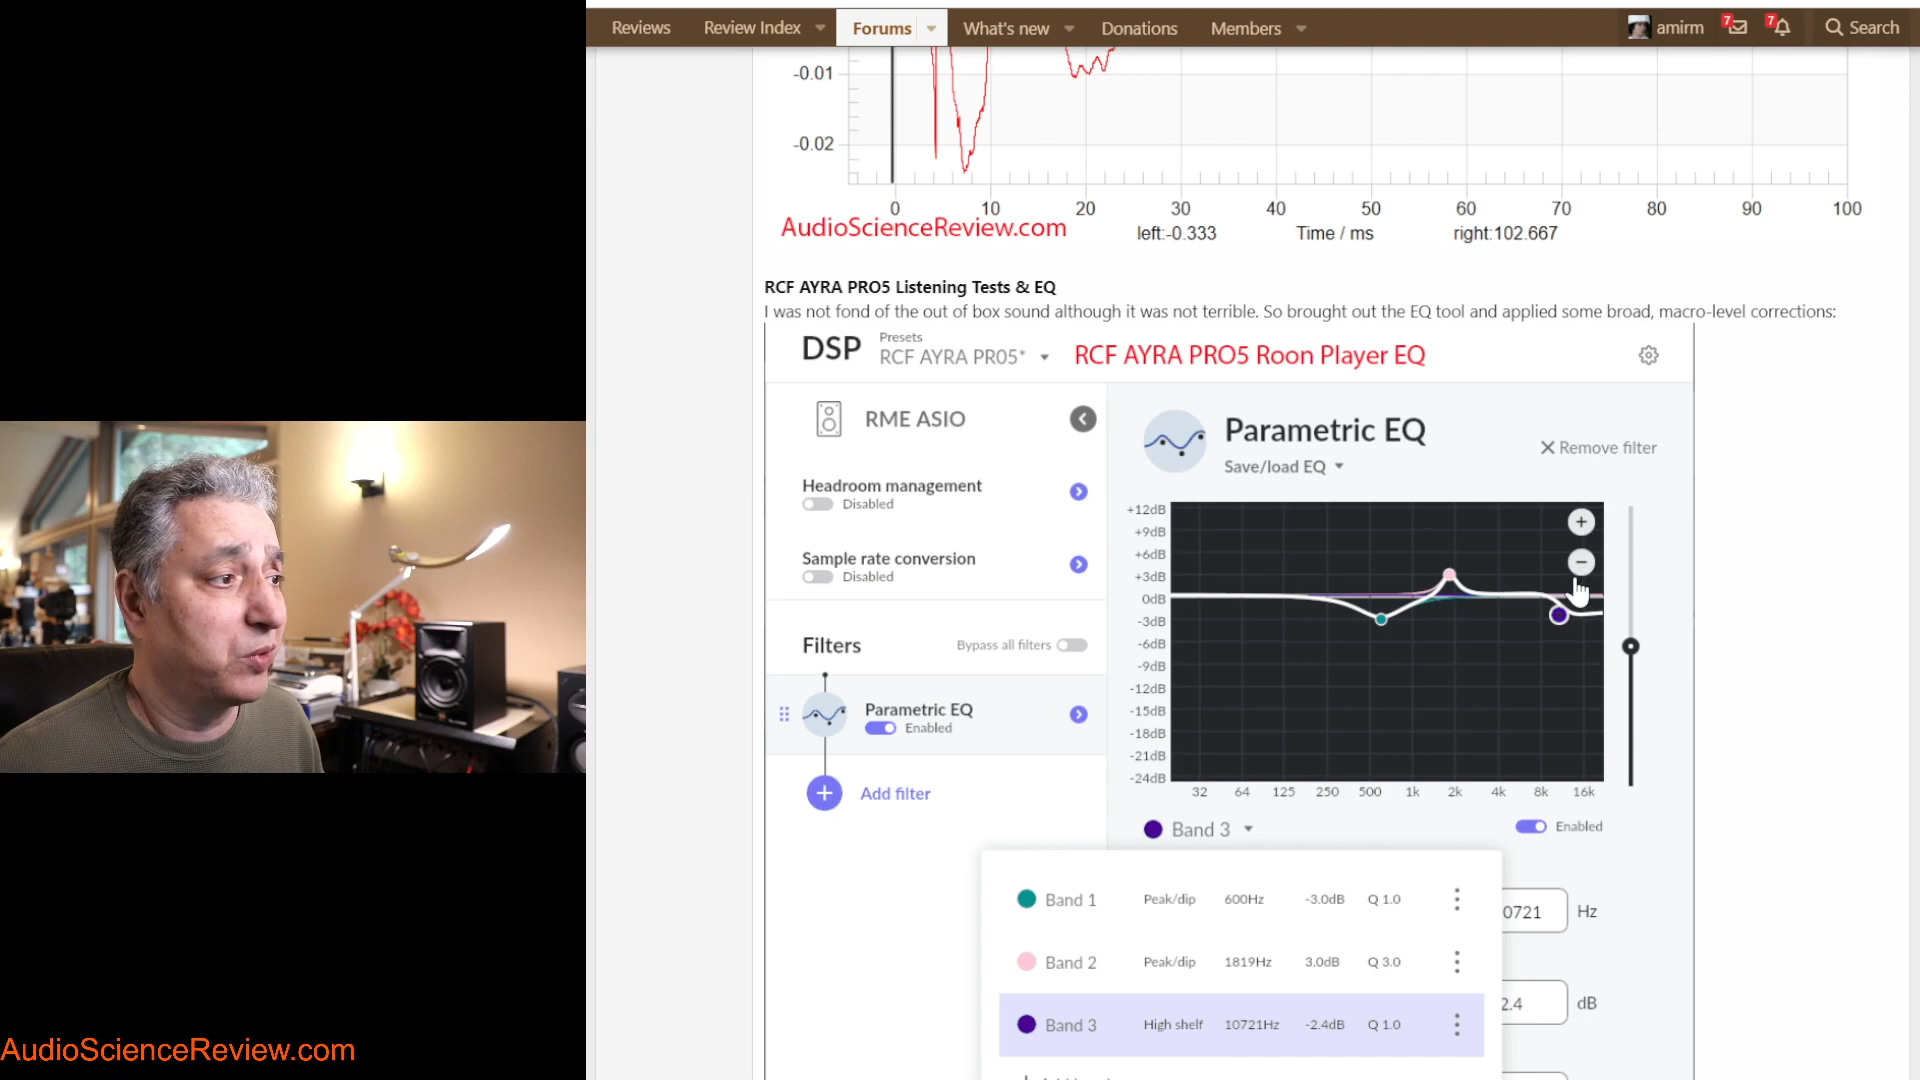 Reviews Review Index Forums What's new Donations Members amirm 7 7 Search
-0.01
-0.02
0 10 20 30 40 50 60 70 80 90 100
AudioScienceReview.com left:-0.333 Time / ms right:102.667
RCF AYRA PRO5 Listening Tests & EQ
I was not fond of the out of box sound although it was not terrible. So brought out the EQ tool and applied some broad, macro-level corrections:
DSP Presets
RCF AYRA PR05* RCF AYRA PRO5 Roon Player EQ
RME ASIO
Parametric EQ
Save/load EQ
Remove filter
Headroom management
Disabled
Sample rate conversion
Disabled
Filters Bypass all filters
Parametric EQ
Enabled
Add filter
+12dB
+9dB
+6dB
+3dB
0dB
-3dB
-6dB
-9dB
-12dB
-15dB
-18dB
-21dB
-24dB
32 64 125 250 500 1k 2k 4k 8k 16k
Band 3 Enabled
Band 1 Peak/dip 600Hz -3.0dB Q 1.0
0721 Hz
Band 2 Peak/dip 1819Hz 3.0dB Q 3.0
2.4 dB
Band 3 High shelf 10721Hz -2.4dB Q 1.0
AudioScienceReview.com